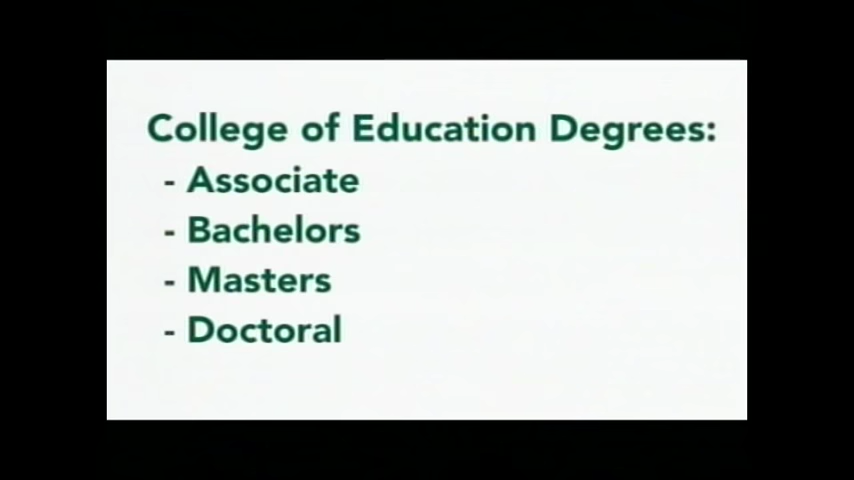 College of Education Degrees:
- Associate
- Bachelors
- Masters
- Doctoral